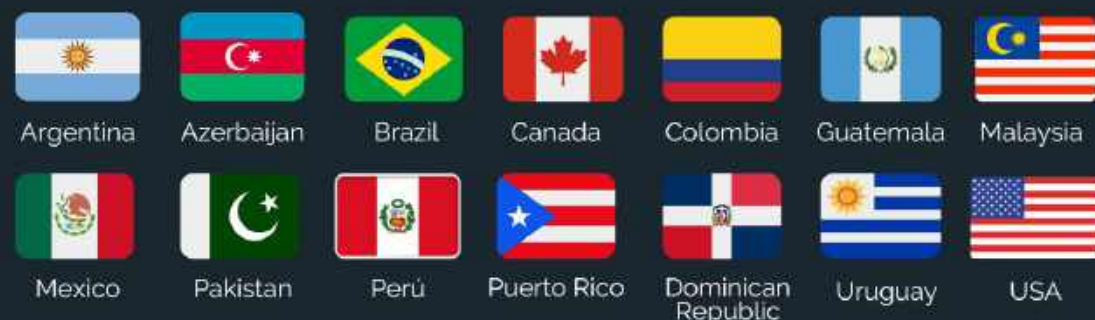 Argentina Azerbaijan Brazil Canada Colombia Guatemala Malaysia
Mexico Pakistan Perú Puerto Rico Dominican Republic Uruguay USA